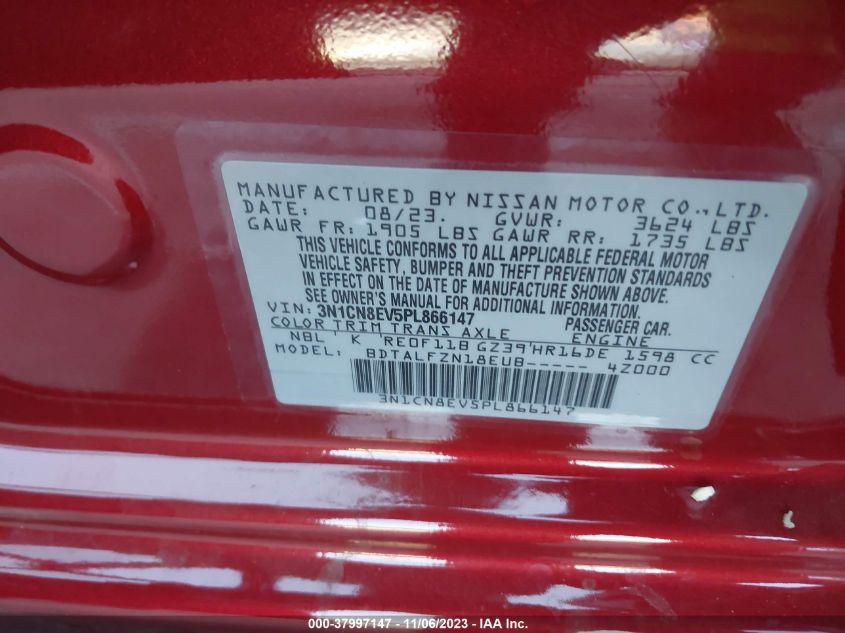 MANUFACTURED BY NISSAN MOTOR CO.,LTD.
DATE: 08/23. GVWR: 3624 LBS
GAWR FR: 1905 LBS GAWR RR: 1735 LBS
THIS VEHICLE CONFORMS TO ALL APPLICABLE FEDERAL MOTOR
VEHICLE SAFETY, BUMPER AND THEFT PREVENTION STANDARDS
IN EFFECT ON THE DATE OF MANUFACTURE SHOWN ABOVE.
SEE OWNER'S MANUAL FOR ADDITIONAL INFORMATION.
VIN: 3N1CN8EV5PL866147 PASSENGER CAR.
COLOR TRIM TRANS AXLE ENGINE
NBL K RE0F11B GZ39 HR16DE 1598 CC
MODEL: BDTALFZN18EUB----- 4Z000
3N1CN8EV5PL866147
000-37997147 - 11/06/2023 - IAAI Inc.